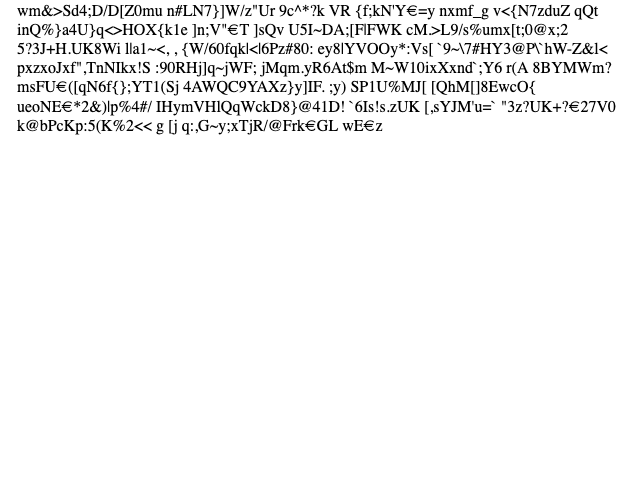 wm&>Sd4;D/D[Z0mu n#LN7}]W/z"Ur 9c^*?k VR {f;kN'Y€=y nxmf_g v<{N7zduZ qQt
inQ%}a4U}q<>HOX{k1e ]n;V"€T ]sQv U5I~DA;[F|FWK cM.>L9/s%umx[t;0@x;2
5?3J+H.UK8Wi l|a1~<, , {W/60fqk|<|6Pz#80: ey8|YVOOy*:Vs[ `9~\7#HY3@P\`hW-Z&l<
pxzxoJxf",TnNIkx!S :90RHj]q~jWF; jMqm.yR6At$m M~W10ixXxnd`;Y6 r(A 8BYMWm?
msFU€([qN6f{};YT1(Sj 4AWQC9YAXz}y]IF. ;y) SP1U%MJ[ [QhM[]8EwcO{
ueoNE€*2&)|p%4#/ IHymVHlQqWckD8}@41D! `6Is!s.zUK [,sYJM'u=` "3z?UK+?€27V0
k@bPcKp:5(K%2<< g [j q:,G~y;xTjR/@Frk€GL wE€z